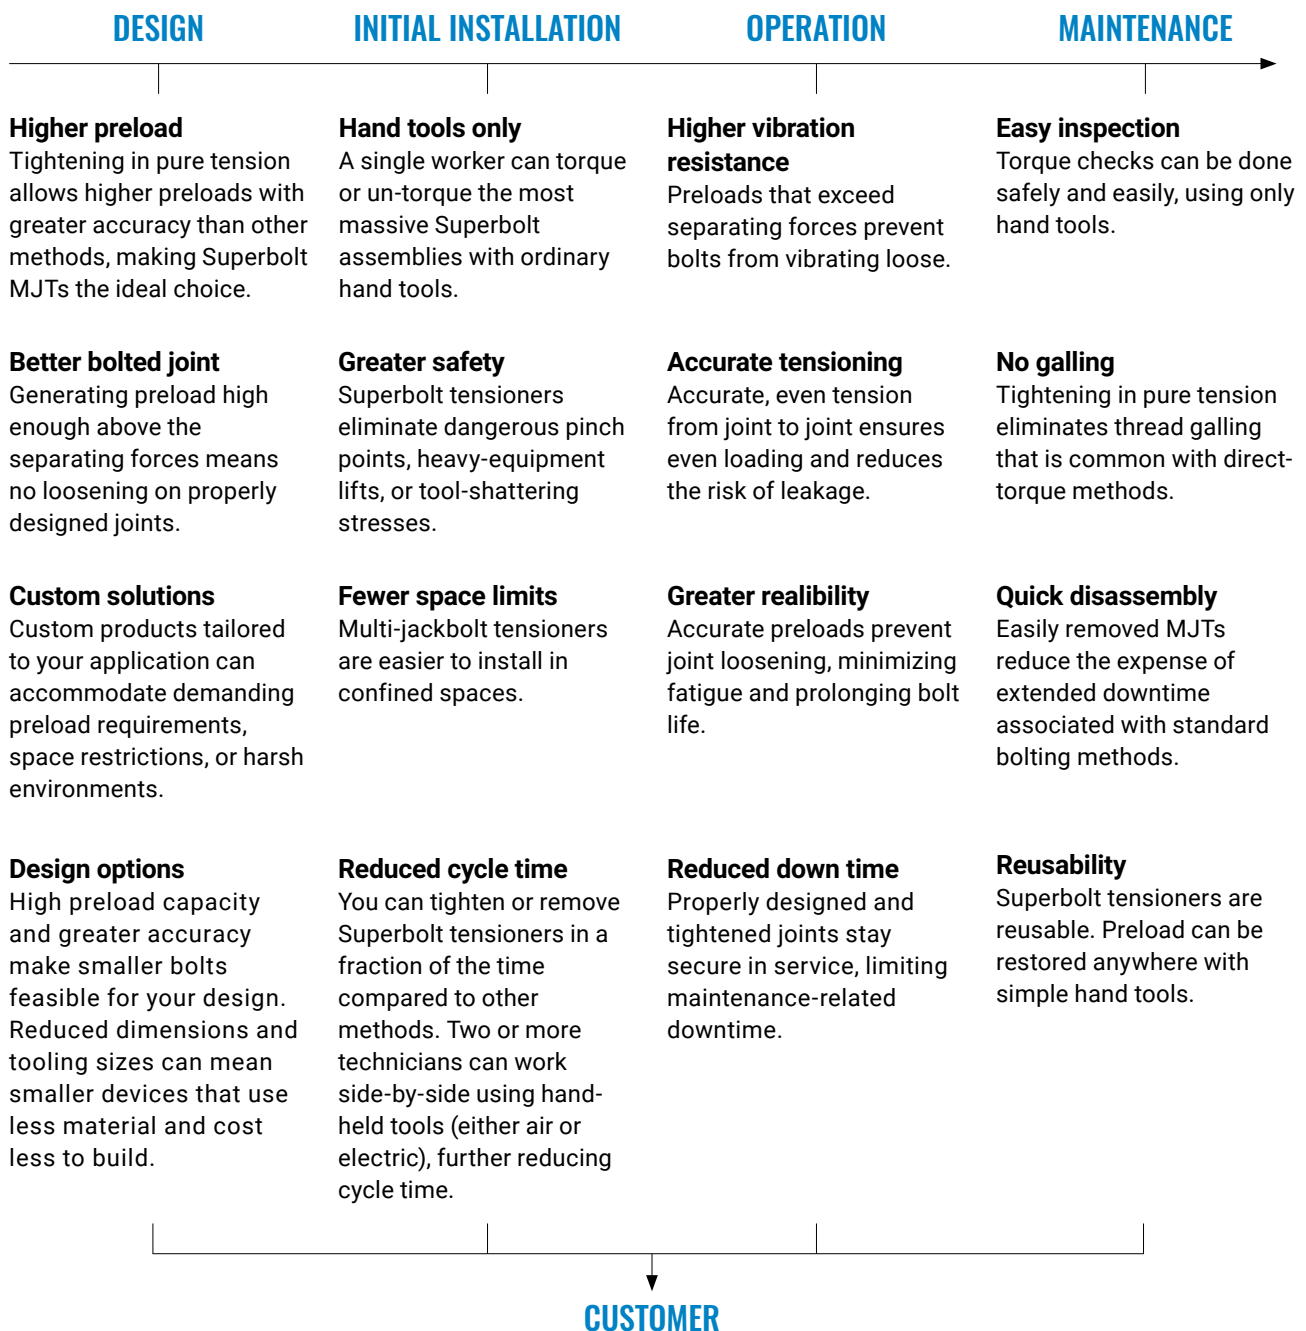 DESIGN
INITIAL INSTALLATION
OPERATION
MAINTENANCE
Higher preload
Tightening in pure tension
allows higher preloads with
greater accuracy than other
methods, making Superbolt
MJTs the ideal choice.
Better bolted joint
Generating preload high
enough above the
separating forces means
no loosening on properly
designed joints.
Custom solutions
Custom products tailored
to your application can
accommodate demanding
preload requirements,
space restrictions, or harsh
environments.
Design options
High preload capacity
and greater accuracy
make smaller bolts
feasible for your design.
Reduced dimensions and
tooling sizes can mean
smaller devices that use
less material and cost
less to build.
Hand tools only
A single worker can torque
or un-torque the most
massive Superbolt
assemblies with ordinary
hand tools.
Greater safety
Superbolt tensioners
eliminate dangerous pinch
points, heavy-equipment
lifts, or tool-shattering
stresses.
Fewer space limits
Multi-jackbolt tensioners
are easier to install in
confined spaces.
Reduced cycle time
You can tighten or remove
Superbolt tensioners in a
fraction of the time
compared to other
methods. Two or more
technicians can work
side-by-side using hand-
held tools (either air or
electric), further reducing
cycle time.
Higher vibration
resistance
Preloads that exceed
separating forces prevent
bolts from vibrating loose.
Accurate tensioning
Accurate, even tension
from joint to joint ensures
even loading and reduces
the risk of leakage.
Greater realibility
Accurate preloads prevent
joint loosening, minimizing
fatigue and prolonging bolt
life.
Reduced down time
Properly designed and
tightened joints stay
secure in service, limiting
maintenance-related
downtime.
Easy inspection
Torque checks can be done
safely and easily, using only
hand tools.
No galling
Tightening in pure tension
eliminates thread galling
that is common with direct-
torque methods.
Quick disassembly
Easily removed MJTs
reduce the expense of
extended downtime
associated with standard
bolting methods.
Reusability
Superbolt tensioners are
reusable. Preload can be
restored anywhere with
simple hand tools.
CUSTOMER